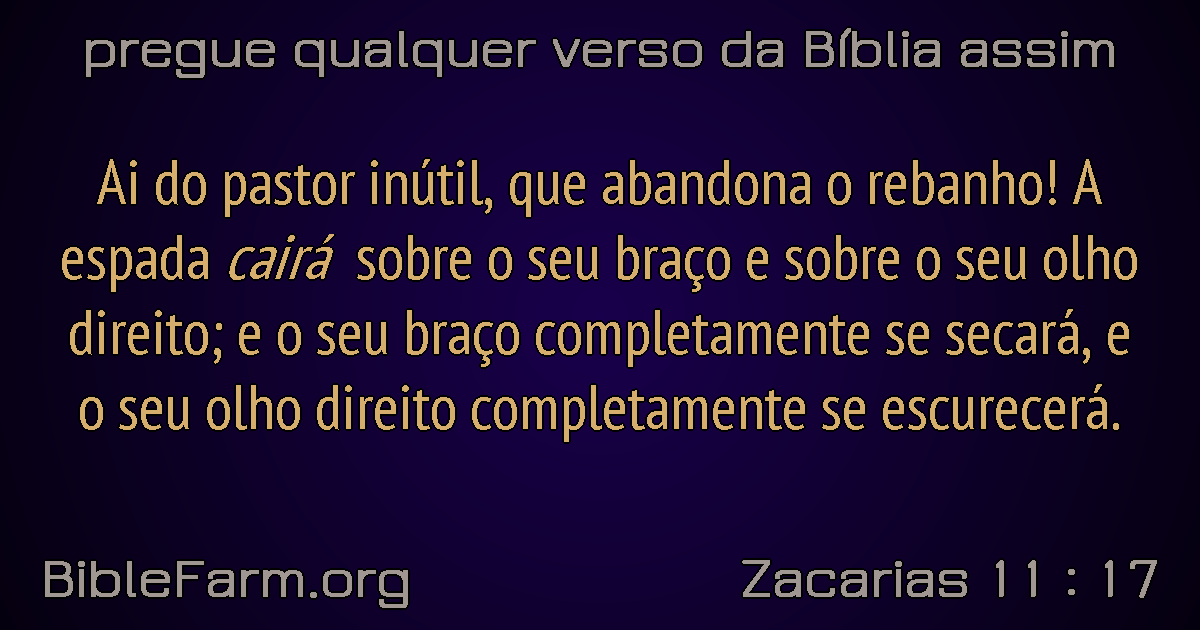 pregue qualquer verso da Bíblia assim
Ai do pastor inútil, que abandona o rebanho! A
espada cairá sobre o seu braço e sobre o seu olho
direito; e o seu braço completamente se secará, e
o seu olho direito completamente se escurecerá.
BibleFarm.org
Zacarias 11 : 17